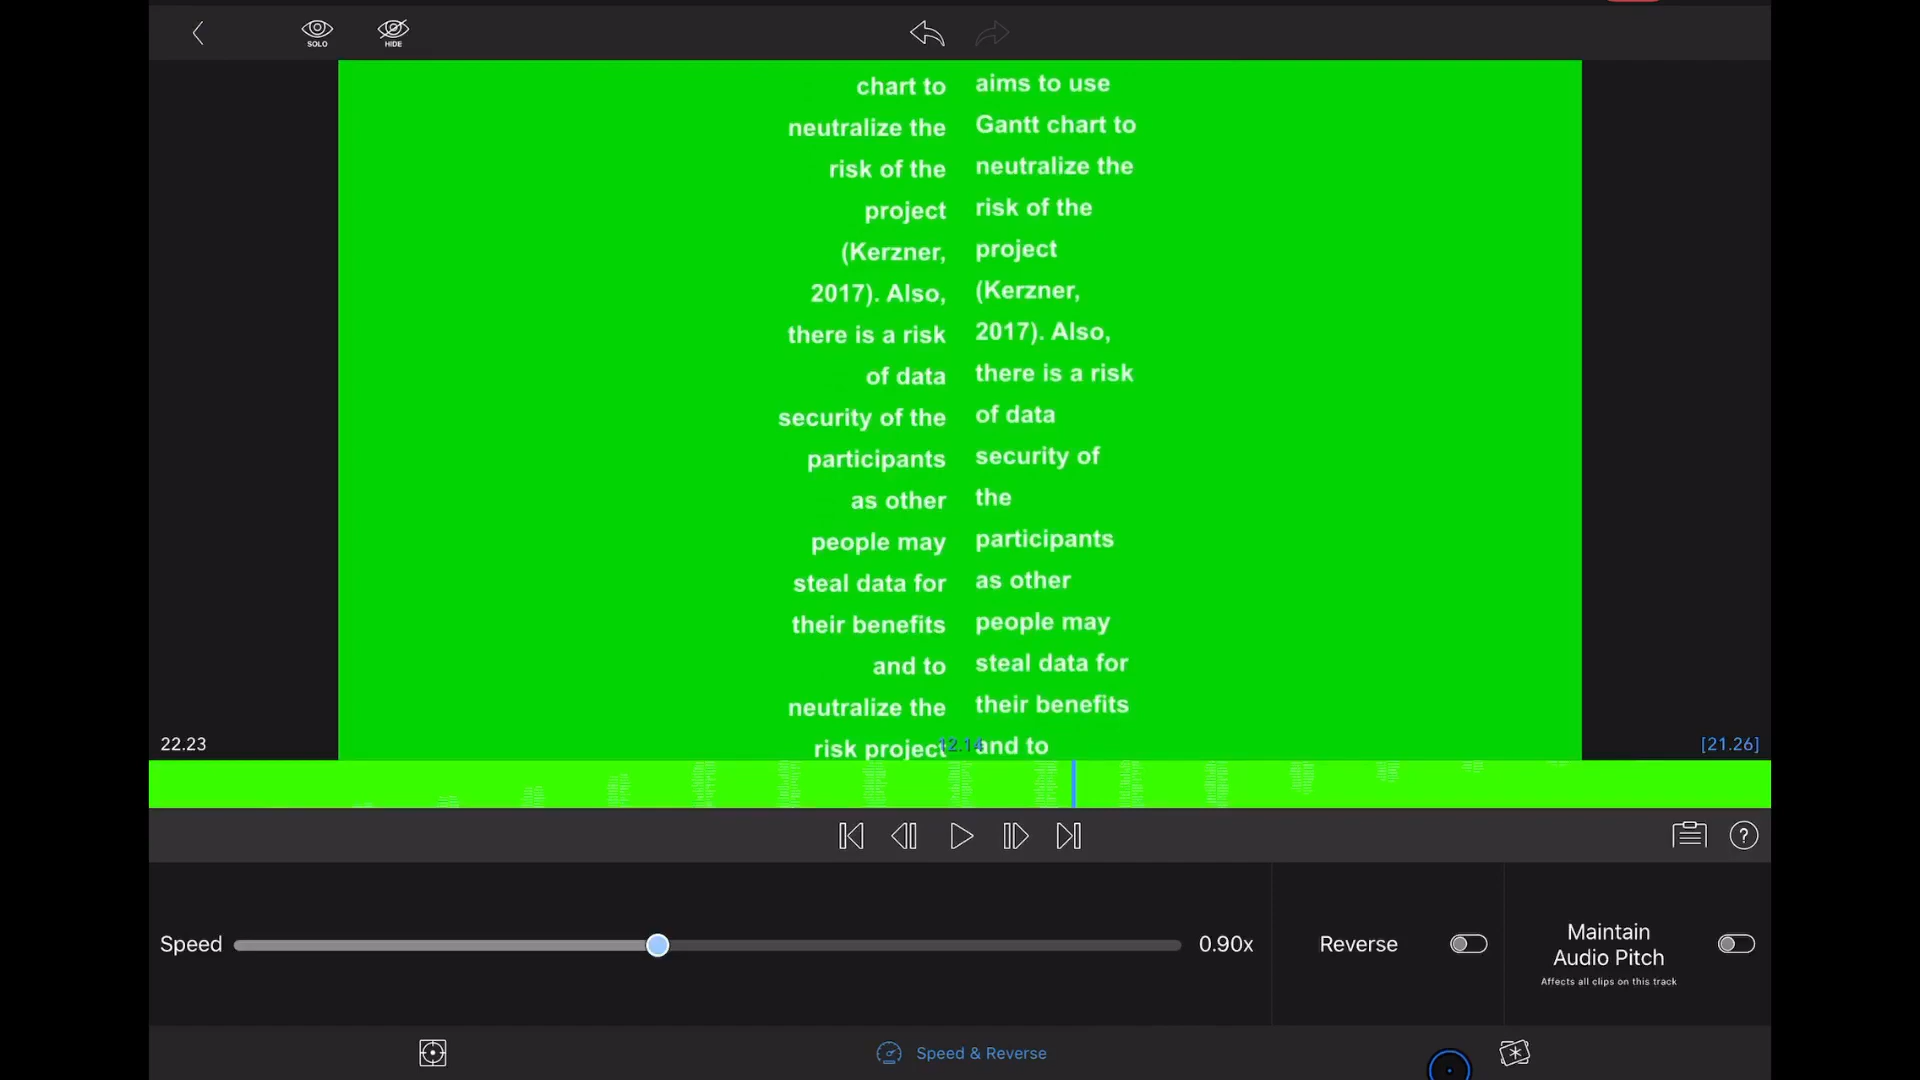 SOLO
HIDE
chart to
neutralize the
risk of the
project
(Kerzner,
2017). Also,
there is a risk
of data
security of the
participants
as other
people may
steal data for
their benefits
and to
neutralize the
risk project
aims to use
Gantt chart to
neutralize the
risk of the
project
(Kerzner,
2017). Also,
there is a risk
of data
security of
the
participants
as other
people may
steal data for
their benefits
and to
22.23
12.14
[21.26]
?
Speed
0.90x
Reverse
Maintain
Audio Pitch
Affects all clips on this track
Speed & Reverse